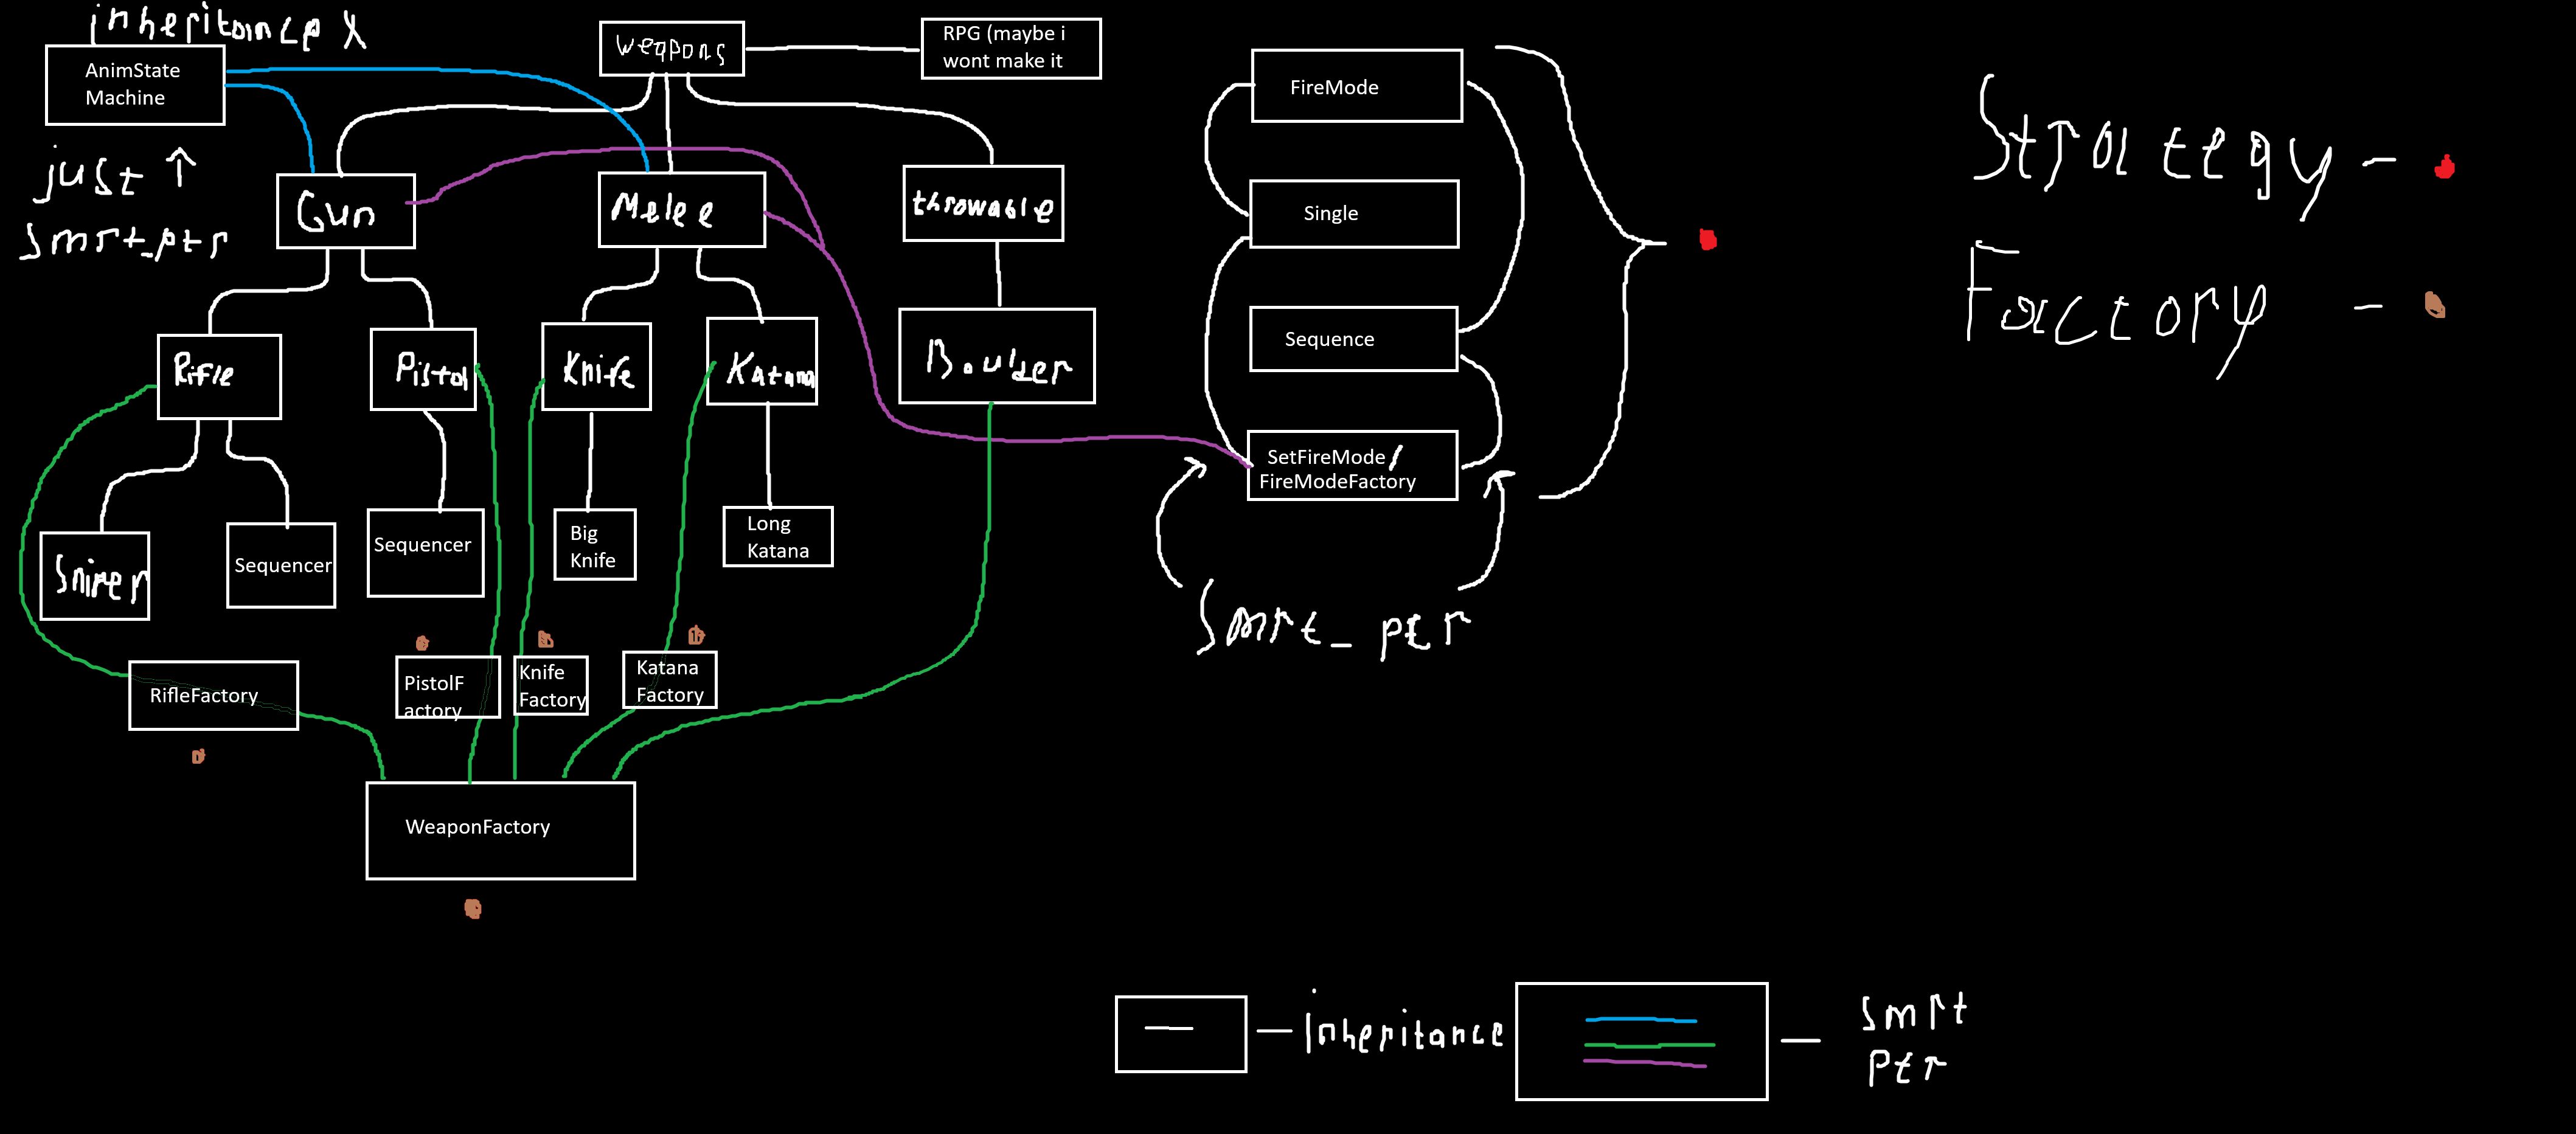 inheritance X
AnimState
Machine
just ↑
smrt_ptr
weapons
RPG (maybe i
wont make it
Gun
Melee
throwable
Rifle
Pistol
Knife
Katana
Boulder
Sniper
Sequencer
Sequencer
Big
Knife
Long
Katana
RifleFactory
PistolF
actory
Knife
Factory
Katana
Factory
WeaponFactory
FireMode
Single
Sequence
SetFireMode/
FireModeFactory
Smrt_ptr
Strategy -
Factory -
— inheritance
— smrt
ptr